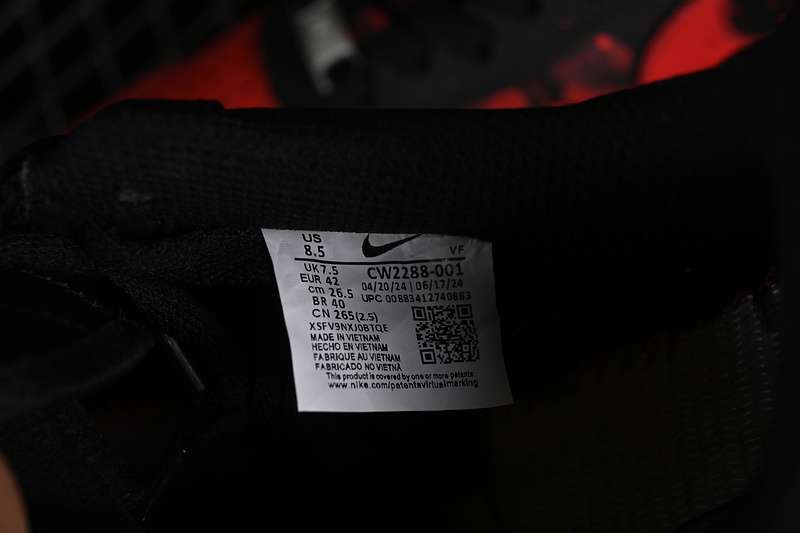 US
8.5
VF
UK7.5
CW2288-001
EUR 42
04/20/24 | 06/17/24
cm 26.5
UPC 00883412740863
BR 40
CN 265(2.5)
XSFV9NXJ0BTQE
MADE IN VIETNAM
HECHO EN VIETNAM
FABRIQUE AU VIETNAM
FABRICADO NO VIETNÃ
This product is covered by one or more patents:
www.nike.com/patentsvirtualmarking